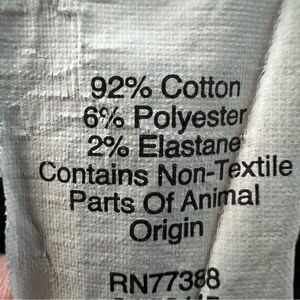 92% Cotton
6% Polyester
2% Elastane
Contains Non-Textile
Parts Of Animal
Origin
RN77388